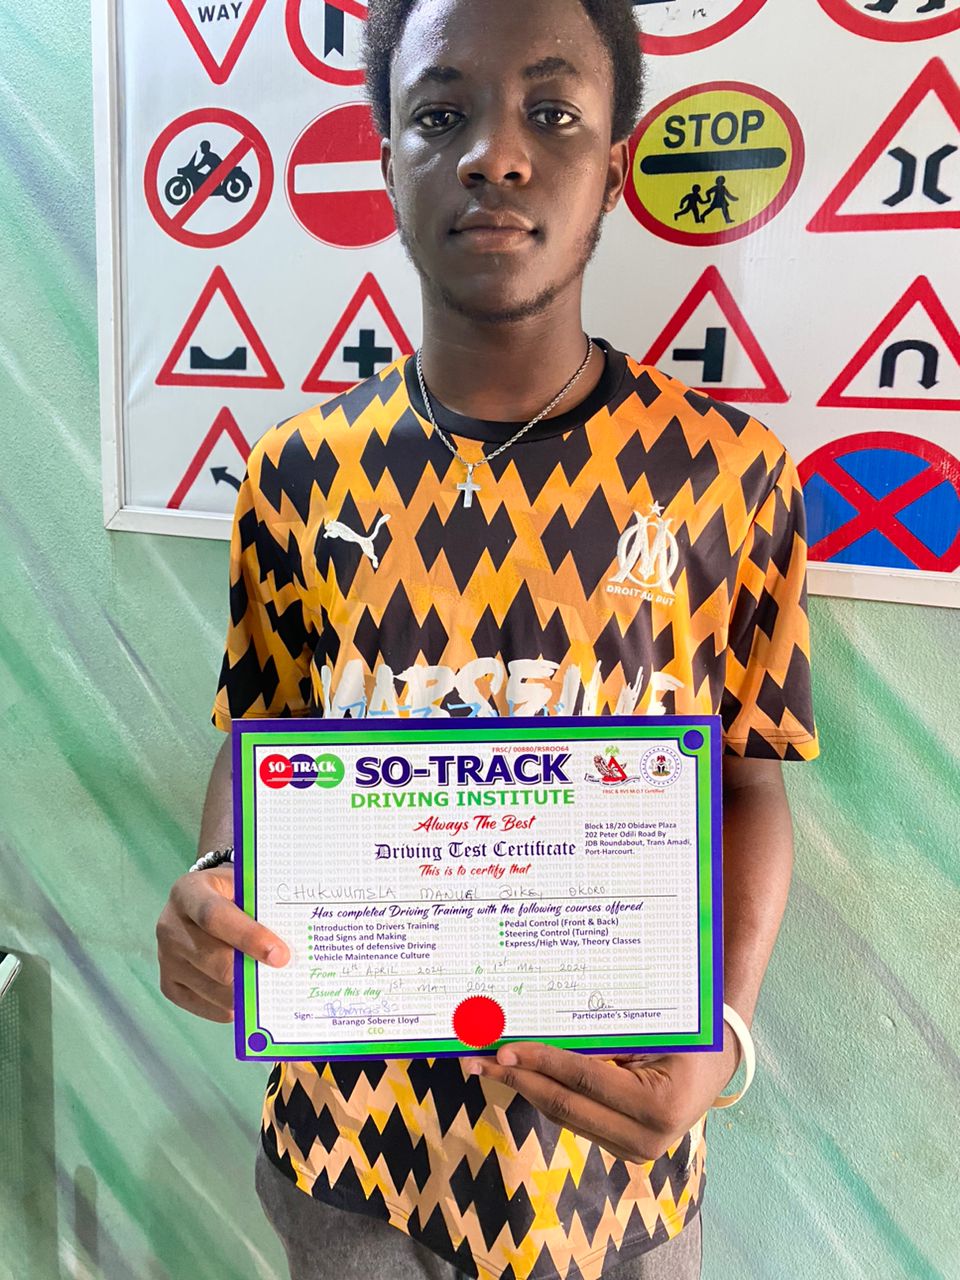 WAY
STOP
DROIT AU BUT
MARSEILLE
FRSC/ 00880/RSROO64
SO-TRACK
SO-TRACK
DRIVING INSTITUTE
FRSC & RVS M.O.T Certified
Always The Best
Block 18/20 Obidave Plaza
202 Peter Odili Road By
JDB Roundabout, Trans Amadi,
Port-Harcourt.
Driving Test Certificate
This is to certify that
CHUKWUMELA MANUEL DIKE OKORO
Has completed Driving Training with the following courses offered
Introduction to Drivers Training
Road Signs and Making
Attributes of defensive Driving
Vehicle Maintenance Culture
Pedal Control (Front & Back)
Steering Control (Turning)
Express/High Way, Theory Classes
From 4th APRIL 2024 to 1st MAY 2024
Issued this day 1st MAY 2024 of 2024
Sign:
Barango Sobere Lloyd
CEO
Participate's Signature